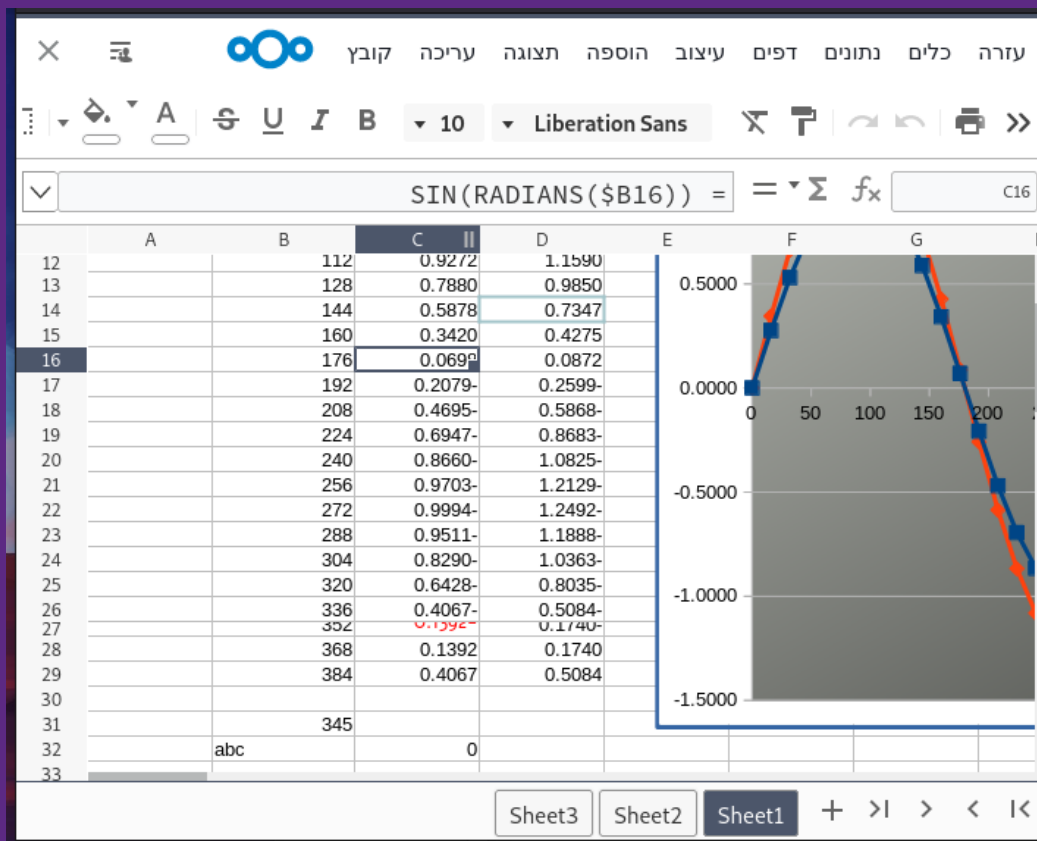 קובץ עריכה תצוגה הוספה עיצוב דפים נתונים כלים עזרה
A S U I B 10 Liberation Sans
SIN(RADIANS($B16)) = Σ fx C16
A B C D E F G
12 112 0.9272 1.1590
13 128 0.7880 0.9850
14 144 0.5878 0.7347
15 160 0.3420 0.4275
16 176 0.0698 0.0872
17 192 0.2079- 0.2599-
18 208 0.4695- 0.5868-
19 224 0.6947- 0.8683-
20 240 0.8660- 1.0825-
21 256 0.9703- 1.2129-
22 272 0.9994- 1.2492-
23 288 0.9511- 1.1888-
24 304 0.8290- 1.0363-
25 320 0.6428- 0.8035-
26 336 0.4067- 0.5084-
27 352 0.1392- 0.1740-
28 368 0.1392 0.1740
29 384 0.4067 0.5084
30
31 345
32 abc 0
33
0.5000
0.0000
0 50 100 150 200
-0.5000
-1.0000
-1.5000
Sheet3 Sheet2 Sheet1